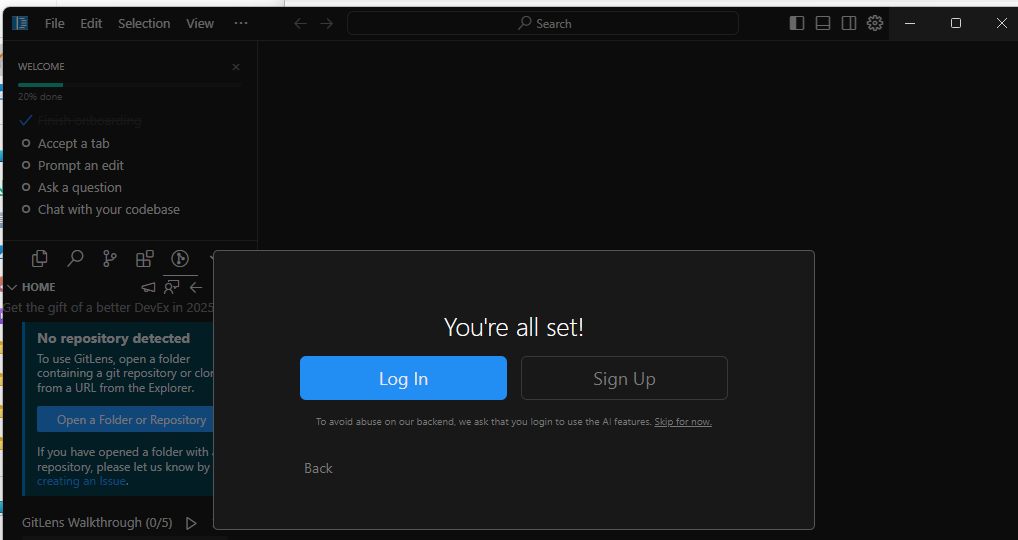 File Edit Selection View ...
Search
WELCOME
20% done
Finish onboarding
Accept a tab
Prompt an edit
Ask a question
Chat with your codebase
HOME
Get the gift of a better DevEx in 2025
No repository detected
To use GitLens, open a folder
containing a git repository or clon
from a URL from the Explorer.
Open a Folder or Repository
If you have opened a folder with a
repository, please let us know by
creating an Issue.
GitLens Walkthrough (0/5)
You're all set!
Log In
Sign Up
To avoid abuse on our backend, we ask that you login to use the AI features. Skip for now.
Back